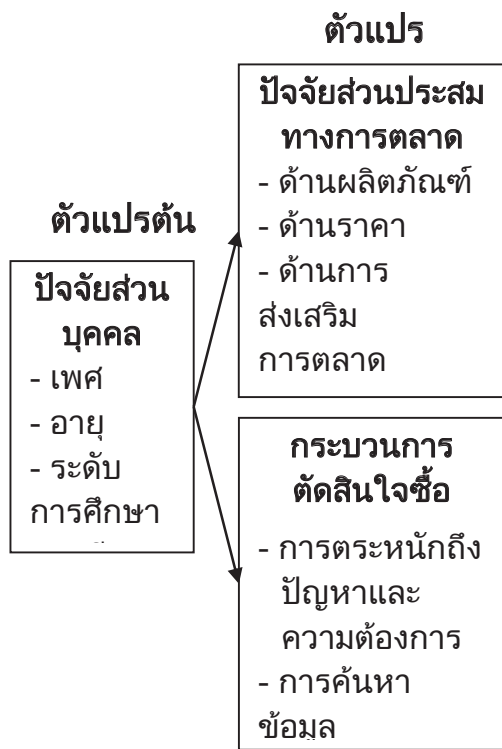 ตัวแปร
ปัจจัยส่วนประสม
ทางการตลาด
- ด้านผลิตภัณฑ์
- ด้านราคา
- ด้านการ
ส่งเสริม
การตลาด
ตัวแปรต้น
ปัจจัยส่วน
บุคคล
- เพศ
- อายุ
- ระดับ
การศึกษา
กระบวนการ
ตัดสินใจซื้อ
- การตระหนักถึง
ปัญหาและ
ความต้องการ
- การค้นหา
ข้อมูล